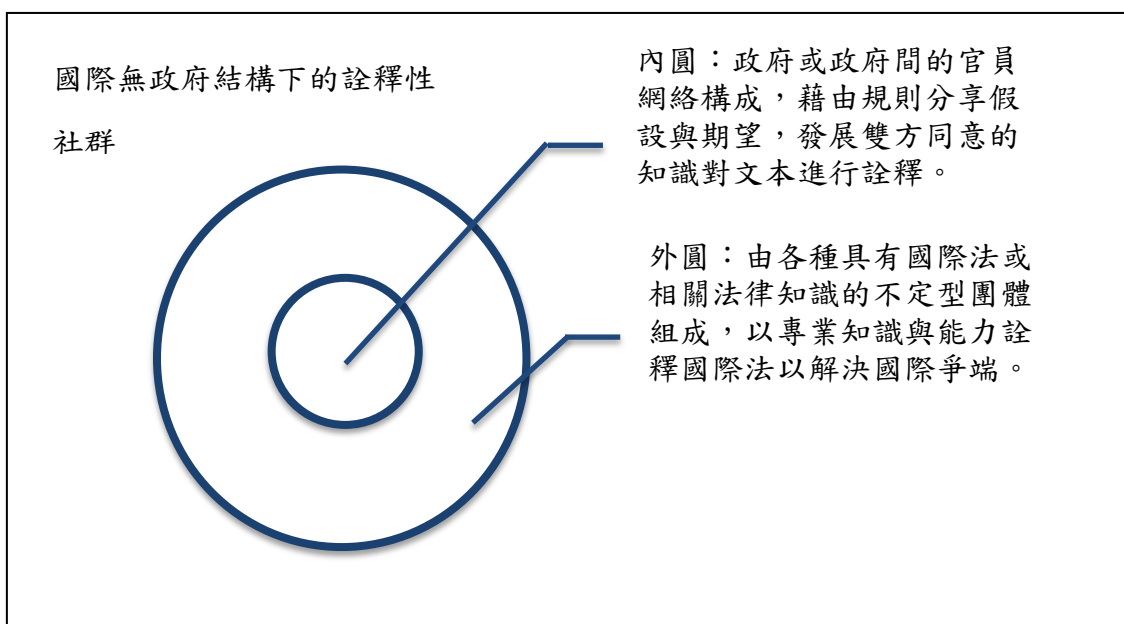 國際無政府結構下的詮釋性
社群
內圓：政府或政府間的官員
網絡構成，藉由規則分享假
設與期望，發展雙方同意的
知識對文本進行詮釋。
外圓：由各種具有國際法或
相關法律知識的不定型團體
組成，以專業知識與能力詮
釋國際法以解決國際爭端。